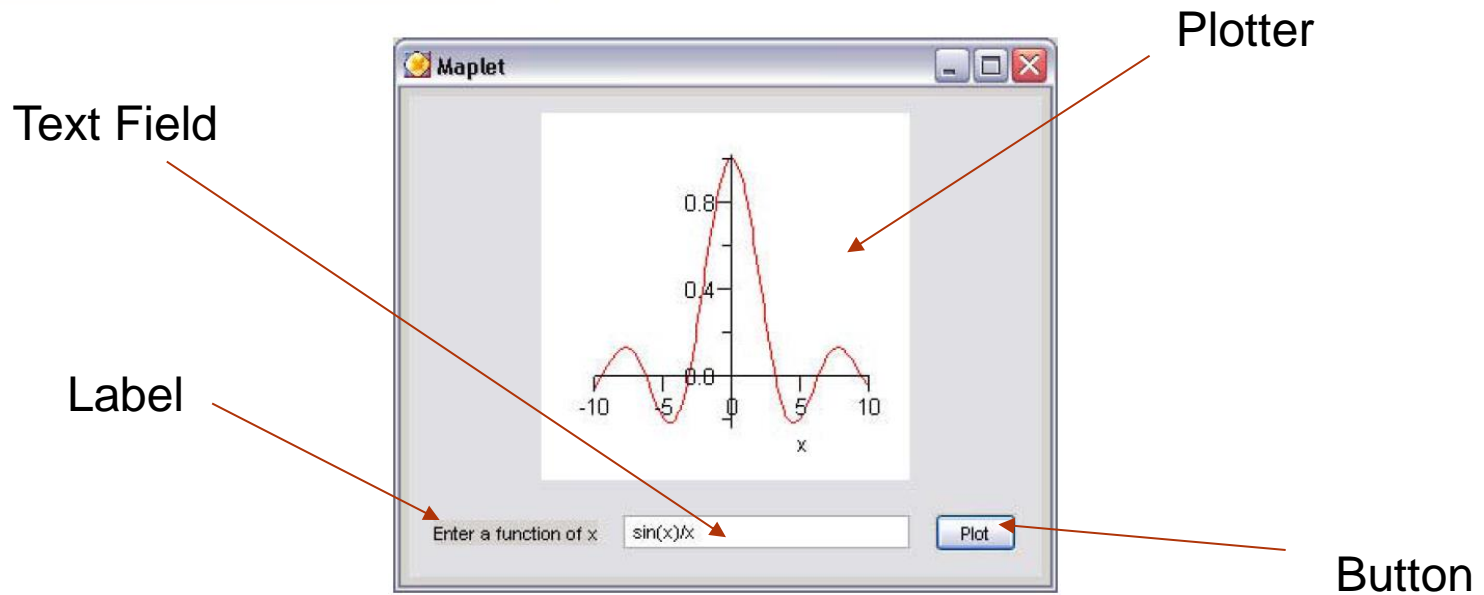 Plotter
Maplet
Text Field
0.8
0.4
0.0
-10 -5 0 5 10
x
Label
Enter a function of x sin(x)/x Plot
Button